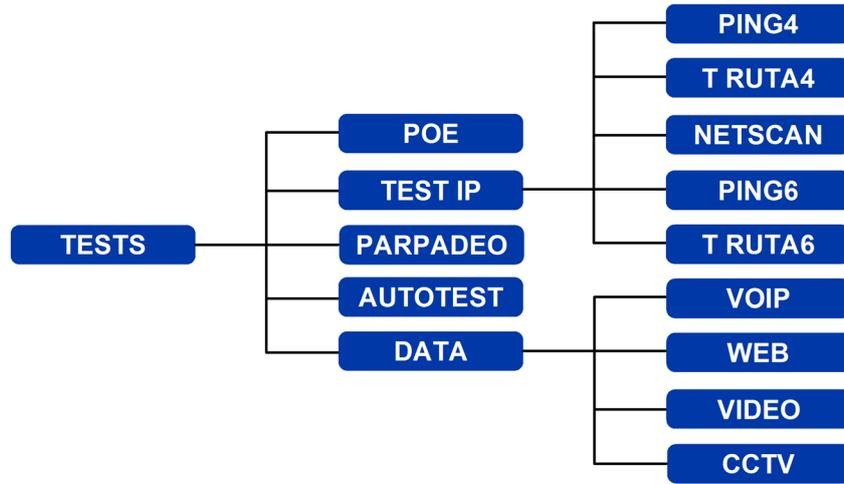 TESTS
POE
TEST IP
PARPADEO
AUTOTEST
DATA
PING4
T RUTA4
NETSCAN
PING6
T RUTA6
VOIP
WEB
VIDEO
CCTV